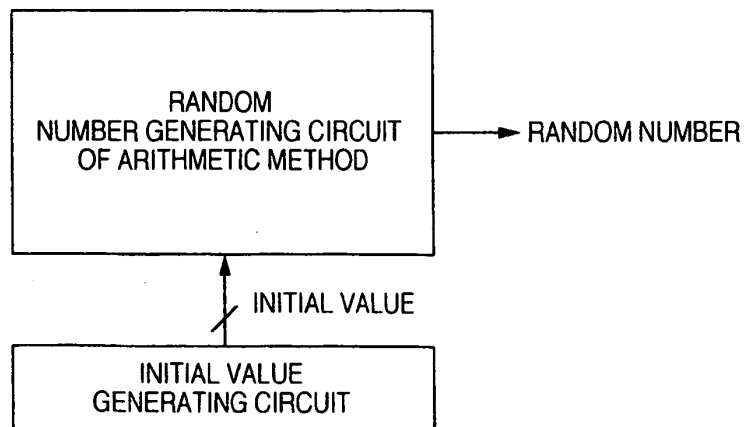 RANDOM
NUMBER GENERATING CIRCUIT
OF ARITHMETIC METHOD
RANDOM NUMBER
INITIAL VALUE
INITIAL VALUE
GENERATING CIRCUIT